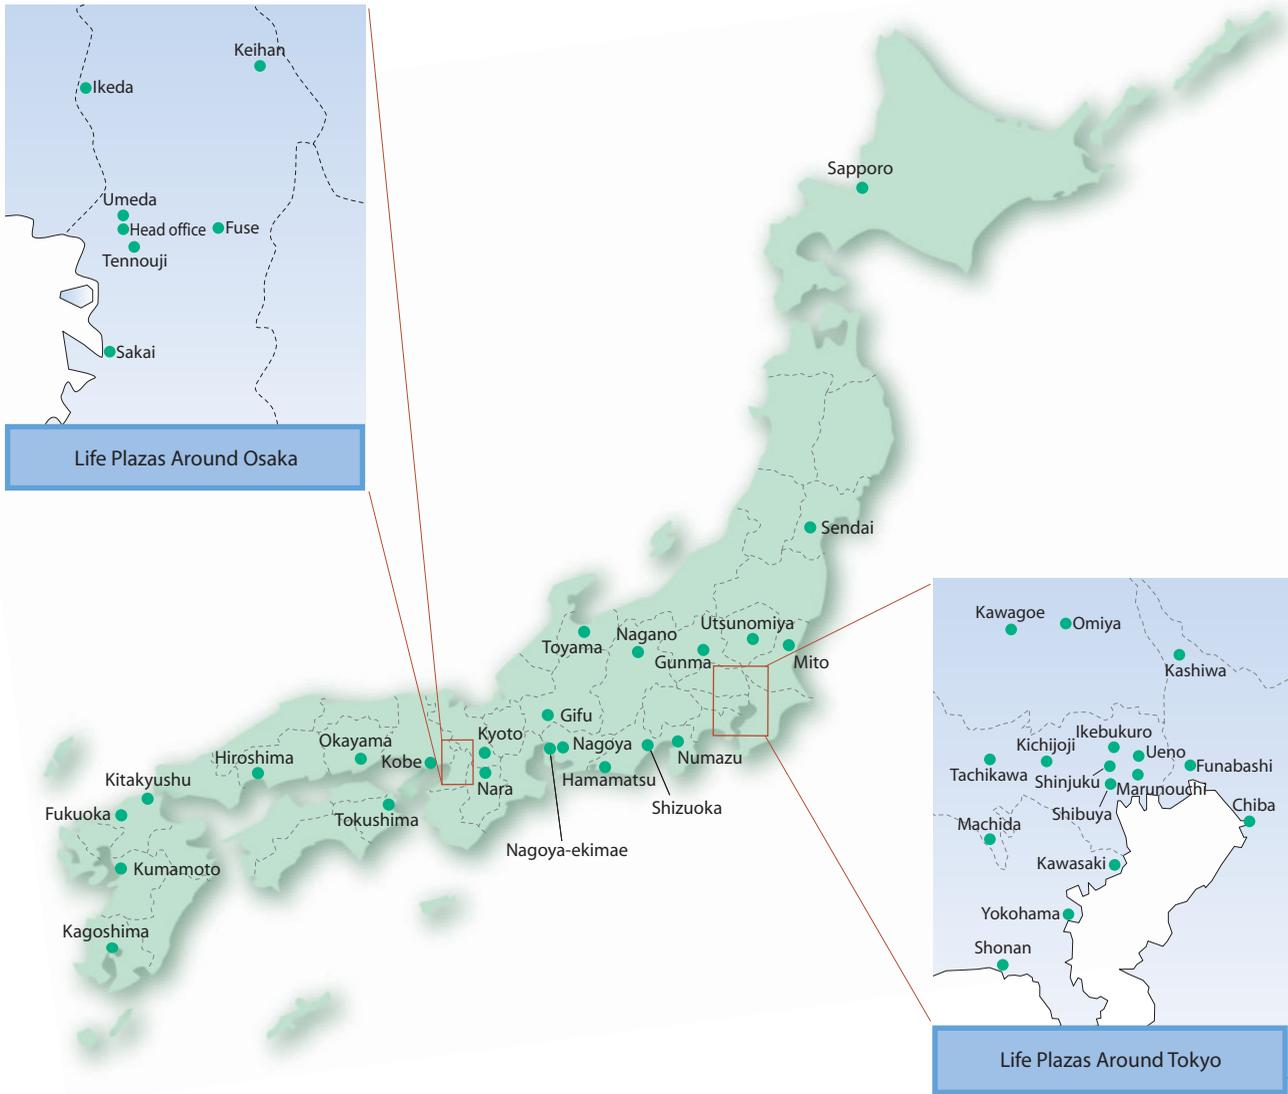 Keihan
Ikeda
Umeda
Head office
Fuse
Tennouji
Sakai
Life Plazas Around Osaka
Sapporo
Sendai
Utsunomiya
Nagano
Toyama
Gunma
Mito
Gifu
Kyoto
Nagoya
Okayama
Hiroshima
Kobe
Numazu
Kitakyushu
Hamamatsu
Nara
Shizuoka
Fukuoka
Tokushima
Nagoya-ekimae
Kumamoto
Kagoshima
Kawagoe
Omiya
Kashiwa
Ikebukuro
Kichijoji
Ueno
Funabashi
Tachikawa
Shinjuku
Marunouchi
Chiba
Shibuya
Machida
Kawasaki
Yokohama
Shonan
Life Plazas Around Tokyo